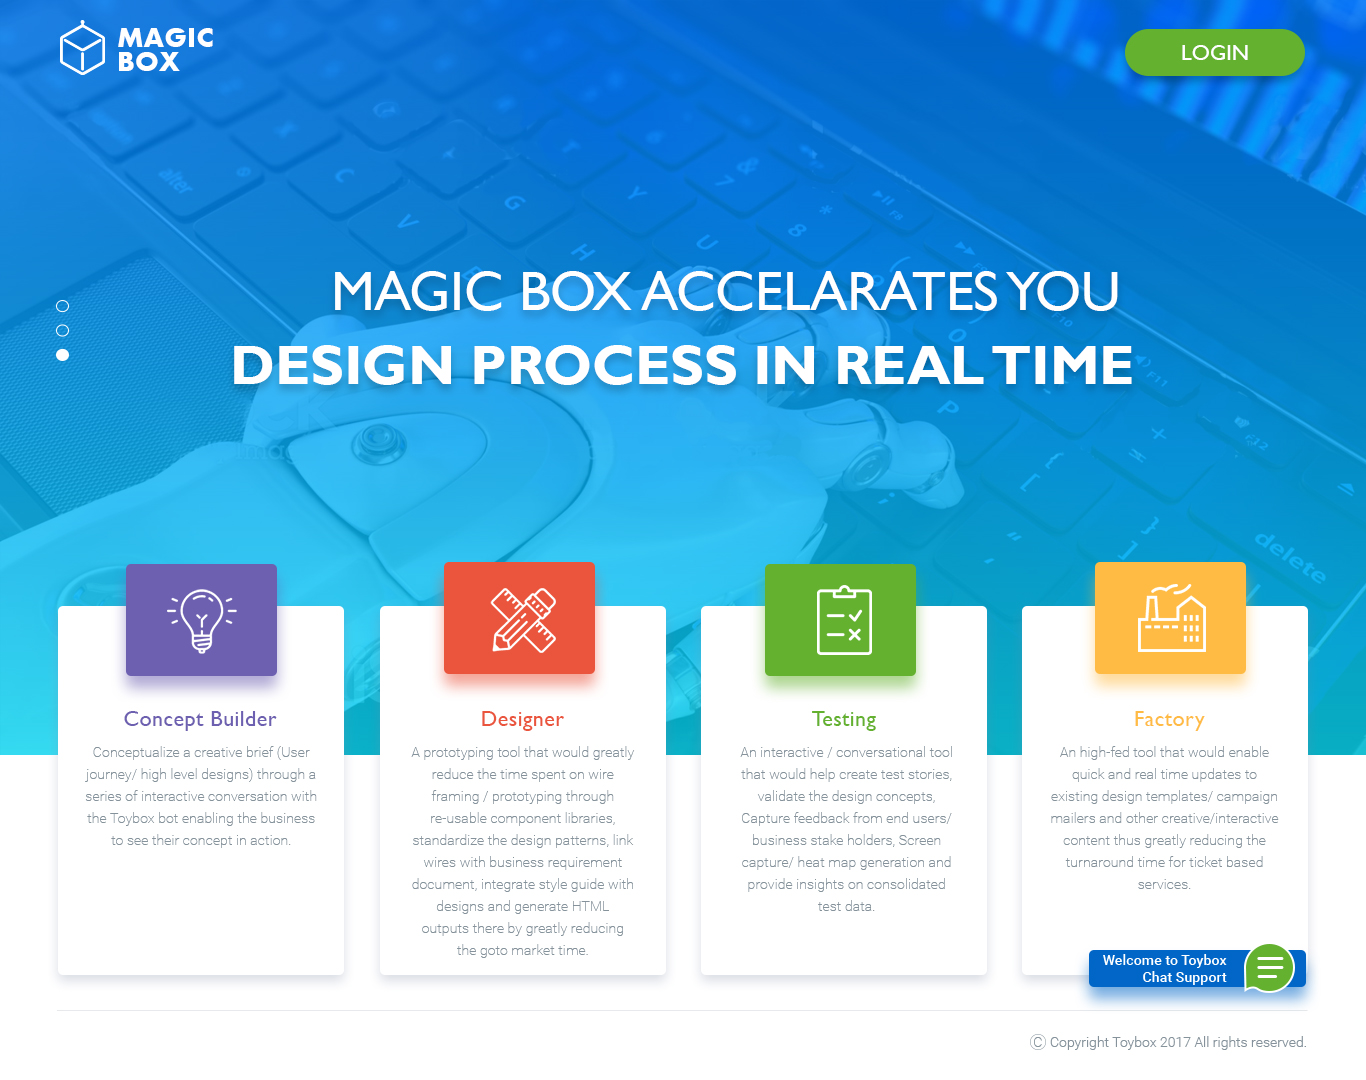 MAGIC
BOX
LOGIN
MAGIC BOX ACCELARATES YOU
DESIGN PROCESS IN REAL TIME
Concept Builder
Conceptualize a creative brief (User
journey/ high level designs) through a
series of interactive conversation with
the Toybox bot enabling the business
to see their concept in action.
Designer
A prototyping tool that would greatly
reduce the time spent on wire
framing / prototyping through
re-usable component libraries,
standardize the design patterns, link
wires with business requirement
document, integrate style guide with
designs and generate HTML
outputs there by greatly reducing
the goto market time.
Testing
An interactive / conversational tool
that would help create test stories,
validate the design concepts,
Capture feedback from end users/
business stake holders, Screen
capture/ heat map generation and
provide insights on consolidated
test data.
Factory
An high-fed tool that would enable
quick and real time updates to
existing design templates/ campaign
mailers and other creative/interactive
content thus greatly reducing the
turnaround time for ticket based
services.
Welcome to Toybox
Chat Support
© Copyright Toybox 2017 All rights reserved.
alter
C
V
G
H
Y
U
&
7
*
8
F8
O
P
F11
F12
+
[
{
}
]
delete